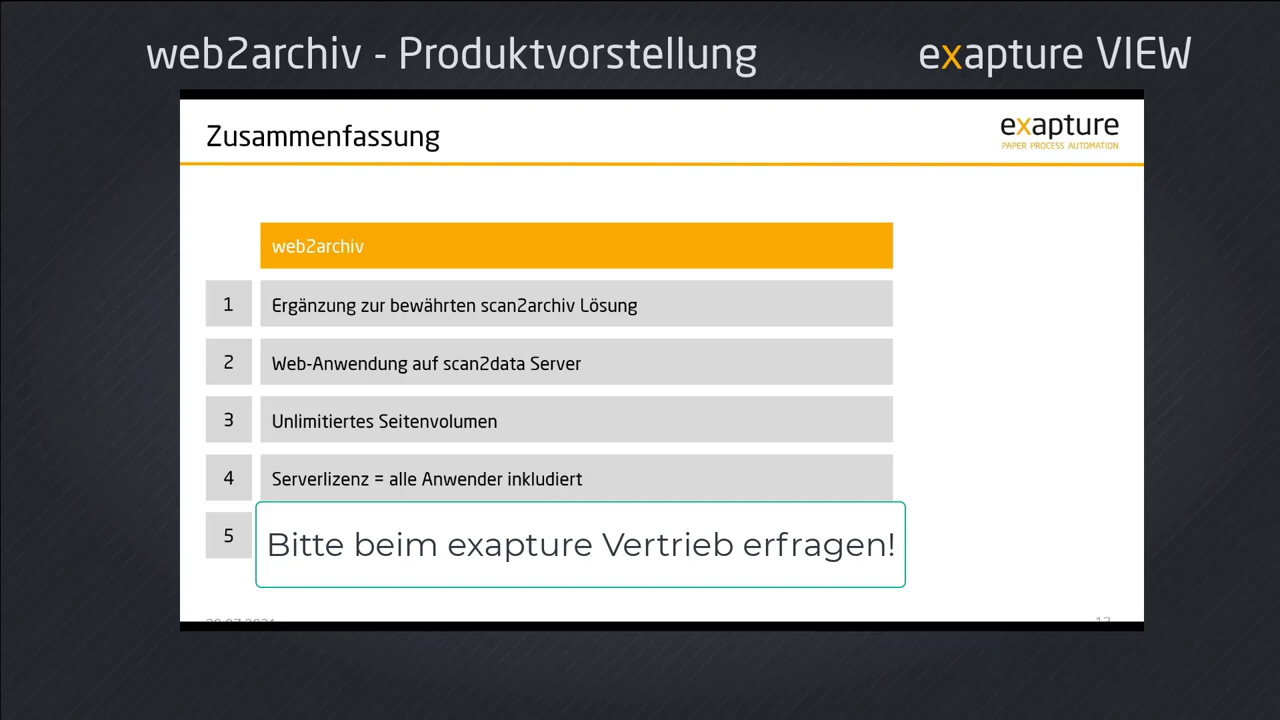 web2archiv - Produktvorstellung
exapture VIEW
Zusammenfassung
exapture
PAPER PROCESS AUTOMATION
web2archiv
1 Ergänzung zur bewährten scan2archiv Lösung
2 Web-Anwendung auf scan2data Server
3 Unlimitiertes Seitenvolumen
4 Serverlizenz = alle Anwender inkludiert
5 Bitte beim exapture Vertrieb erfragen!